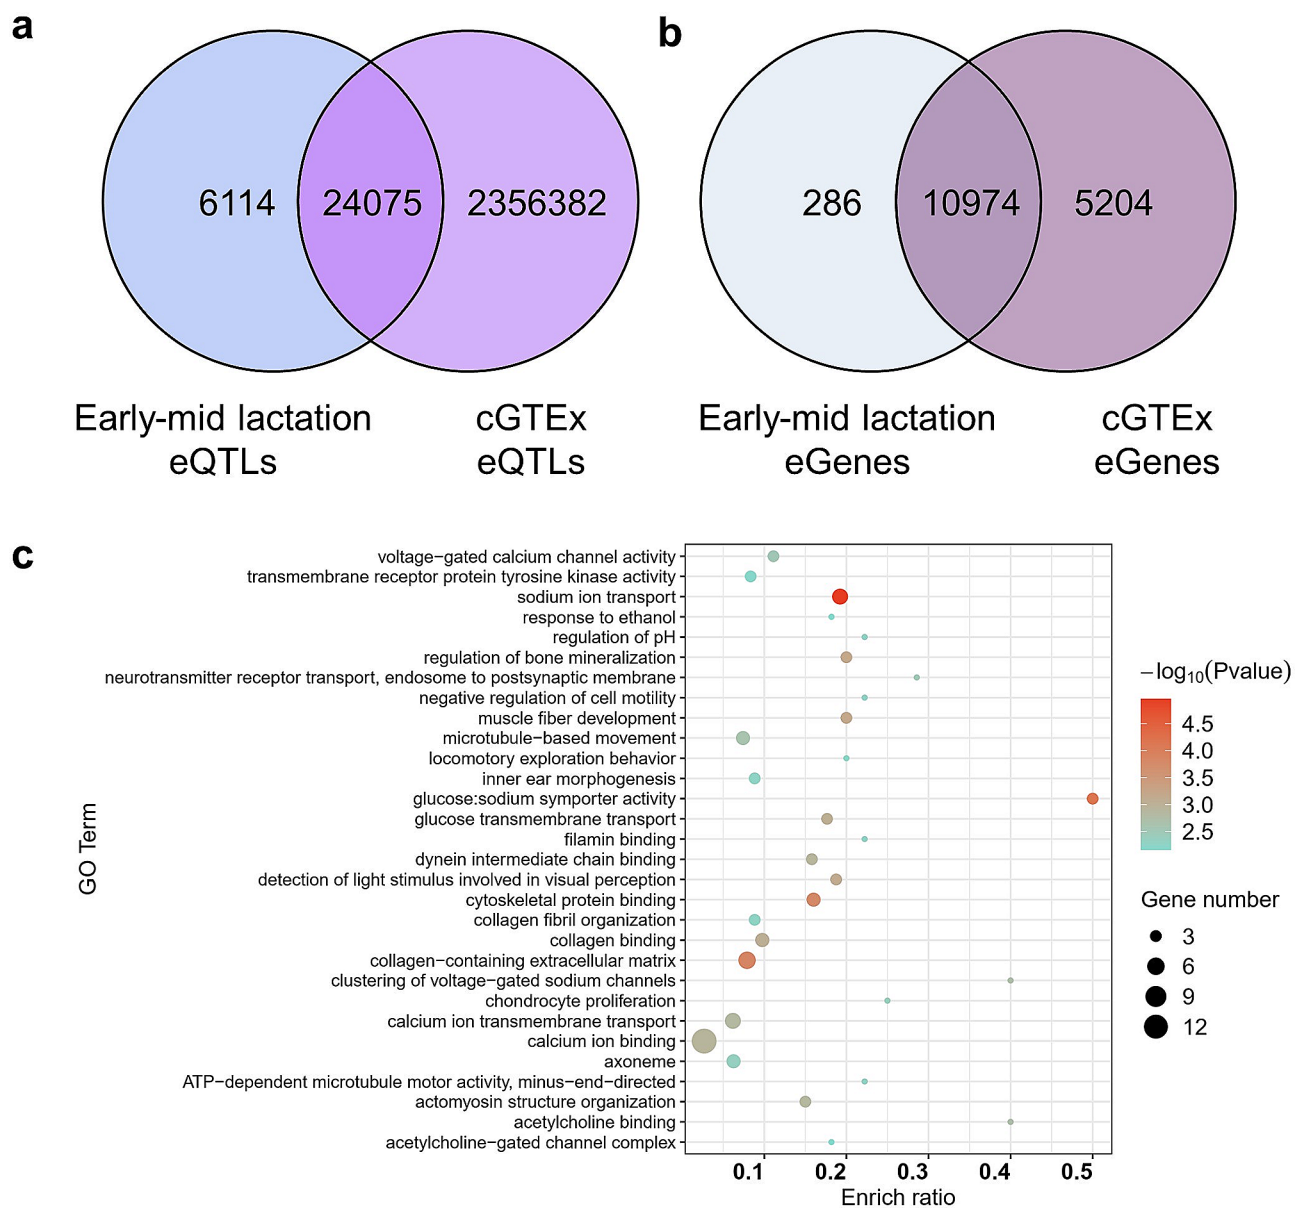 a
b
6114
24075
2356382
286
10974
5204
Early-mid lactation
eQTLs
cGTEx
eQTLs
Early-mid lactation
eGenes
cGTEx
eGenes
c
GO Term
voltage−gated calcium channel activity
transmembrane receptor protein tyrosine kinase activity
sodium ion transport
response to ethanol
regulation of pH
regulation of bone mineralization
neurotransmitter receptor transport, endosome to postsynaptic membrane
negative regulation of cell motility
muscle fiber development
microtubule−based movement
locomotory exploration behavior
inner ear morphogenesis
glucose:sodium symporter activity
glucose transmembrane transport
filamin binding
dynein intermediate chain binding
detection of light stimulus involved in visual perception
cytoskeletal protein binding
collagen fibril organization
collagen binding
collagen−containing extracellular matrix
clustering of voltage−gated sodium channels
chondrocyte proliferation
calcium ion transmembrane transport
calcium ion binding
axoneme
ATP−dependent microtubule motor activity, minus−end−directed
actomyosin structure organization
acetylcholine binding
acetylcholine−gated channel complex
0.1 0.2 0.3 0.4 0.5
Enrich ratio
−log10(Pvalue)
4.5
4.0
3.5
3.0
2.5
Gene number
3
6
9
12